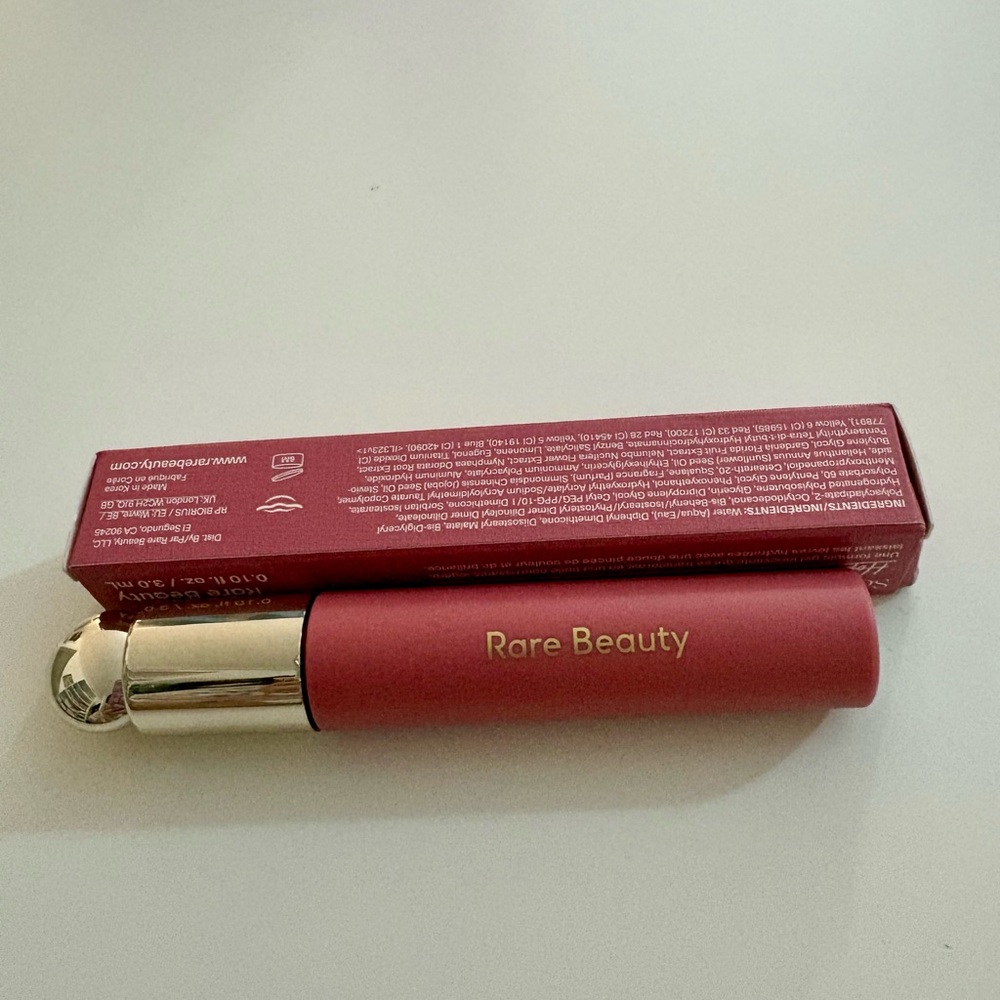 Rare Beauty
INGREDIENTS/INGRÉDIENTS: Water (Aqua/Eau), Diphenyl Dimethicone, Diisostearyl Malate, Bis-Diglyceryl
Polyacyladipate-2, Octyldodecanol, Bis-Behenyl/Isostearyl/Phytosteryl Dimer Dilinoleyl Dimer Dilinoleate,
Hydrogenated Polyisobutene, Glycerin, Dipropylene Glycol, Cetyl PEG/PPG-10/1 Dimethicone, Sorbitan Isostearate,
Polysorbate 60, Pentylene Glycol, Phenoxyethanol, Hydroxyethyl Acrylate/Sodium Acryloyldimethyl Taurate Copolymer,
Methoxyproanediol, Ceteareth-20, Squalane, Fragrance (Parfum), Simmondsia Chinensis (Jojoba) Seed Oil, Stevio-
side, Helianthus Annuus (Sunflower) Seed Oil, Ethylhexylglycerin, Ammonium Polyacrylate, Aluminum Hydroxide,
Butylene Glycol, Gardenia Florida Fruit Extract, Nelumbo Nucifera Flower Extract, Nymphaea Odorata Root Extract,
Pentaerythrityl Tetra-di-t-butyl Hydroxyhydrocinnamate, Benzyl Salicylate, Limonene, Eugenol, Titanium Dioxide (CI
77891), Yellow 6 (CI 15985), Red 33 (CI 17200), Red 28 (CI 45410), Yellow 5 (CI 19140), Blue 1 (CI 42090).
Dist. By/Par Rare Beauty, LLC.
El Segundo, CA 90245
RP BIORIUS / EU, Wavre, BE /
UK, London WC2H 9JQ GB
Made in Korea
Fabriqué en Corée
www.rarebeauty.com
6M
Rare Beauty
0.10 fl. oz. / 3.0 mL